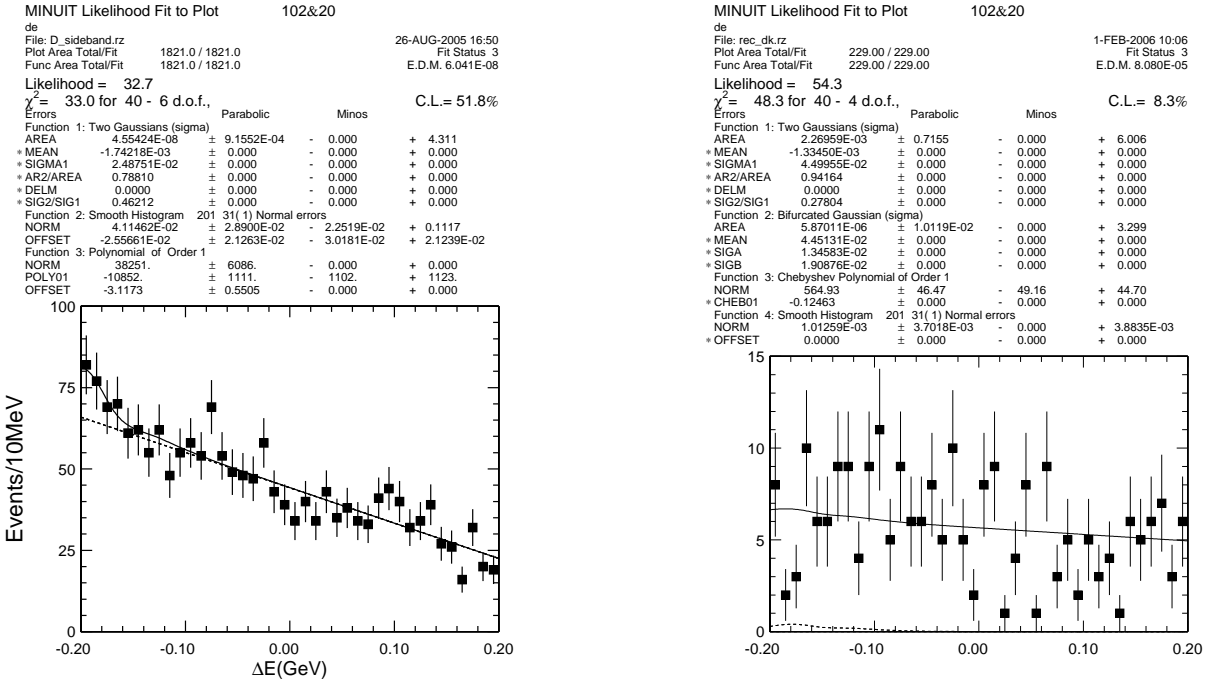 MINUIT Likelihood Fit to Plot 102&20
de
File: D_sideband.rz 26-AUG-2005 16:50
Plot Area Total/Fit 1821.0 / 1821.0 Fit Status 3
Func Area Total/Fit 1821.0 / 1821.0 E.D.M. 6.041E-08
Likelihood = 32.7
χ²= 33.0 for 40 - 6 d.o.f., C.L.= 51.8%
Errors Parabolic Minos
Function 1: Two Gaussians (sigma)
AREA 4.55424E-08 ± 9.1552E-04 - 0.000 + 4.311
* MEAN -1.74218E-03 ± 0.000 - 0.000 + 0.000
* SIGMA1 2.48751E-02 ± 0.000 - 0.000 + 0.000
* AR2/AREA 0.78810 ± 0.000 - 0.000 + 0.000
* DELM 0.0000 ± 0.000 - 0.000 + 0.000
* SIG2/SIG1 0.46212 ± 0.000 - 0.000 + 0.000
Function 2: Smooth Histogram 201 31( 1) Normal errors
NORM 4.11462E-02 ± 2.8900E-02 - 2.2519E-02 + 0.1117
OFFSET -2.55661E-02 ± 2.1263E-02 - 3.0181E-02 + 2.1239E-02
Function 3: Polynomial of Order 1
NORM 38251. ± 6086. - 0.000 + 0.000
POLY01 -10852. ± 1111. - 1102. + 1123.
OFFSET -3.1173 ± 0.5505 - 0.000 + 0.000
100
75
50
25
0
-0.20 -0.10 0.00 0.10 0.20
Events/10MeV
ΔE(GeV)
MINUIT Likelihood Fit to Plot 102&20
de
File: rec_dk.rz 1-FEB-2006 10:06
Plot Area Total/Fit 229.00 / 229.00 Fit Status 3
Func Area Total/Fit 229.00 / 229.00 E.D.M. 8.080E-05
Likelihood = 54.3
χ²= 48.3 for 40 - 4 d.o.f., C.L.= 8.3%
Errors Parabolic Minos
Function 1: Two Gaussians (sigma)
AREA 2.26959E-03 ± 0.7155 - 0.000 + 6.006
* MEAN -1.33450E-03 ± 0.000 - 0.000 + 0.000
* SIGMA1 4.49955E-02 ± 0.000 - 0.000 + 0.000
* AR2/AREA 0.94164 ± 0.000 - 0.000 + 0.000
* DELM 0.0000 ± 0.000 - 0.000 + 0.000
* SIG2/SIG1 0.27804 ± 0.000 - 0.000 + 0.000
Function 2: Bifurcated Gaussian (sigma)
AREA 5.87011E-06 ± 1.0119E-02 - 0.000 + 3.299
* MEAN 4.45131E-02 ± 0.000 - 0.000 + 0.000
* SIGA 1.34583E-02 ± 0.000 - 0.000 + 0.000
* SIGB 1.90876E-02 ± 0.000 - 0.000 + 0.000
Function 3: Chebyshev Polynomial of Order 1
NORM 564.93 ± 46.47 - 49.16 + 44.70
* CHEB01 -0.12463 ± 0.000 - 0.000 + 0.000
Function 4: Smooth Histogram 201 31( 1) Normal errors
NORM 1.01259E-03 ± 3.7018E-03 - 0.000 + 3.8835E-03
* OFFSET 0.0000 ± 0.000 - 0.000 + 0.000
15
10
5
0
-0.20 -0.10 0.00 0.10 0.20